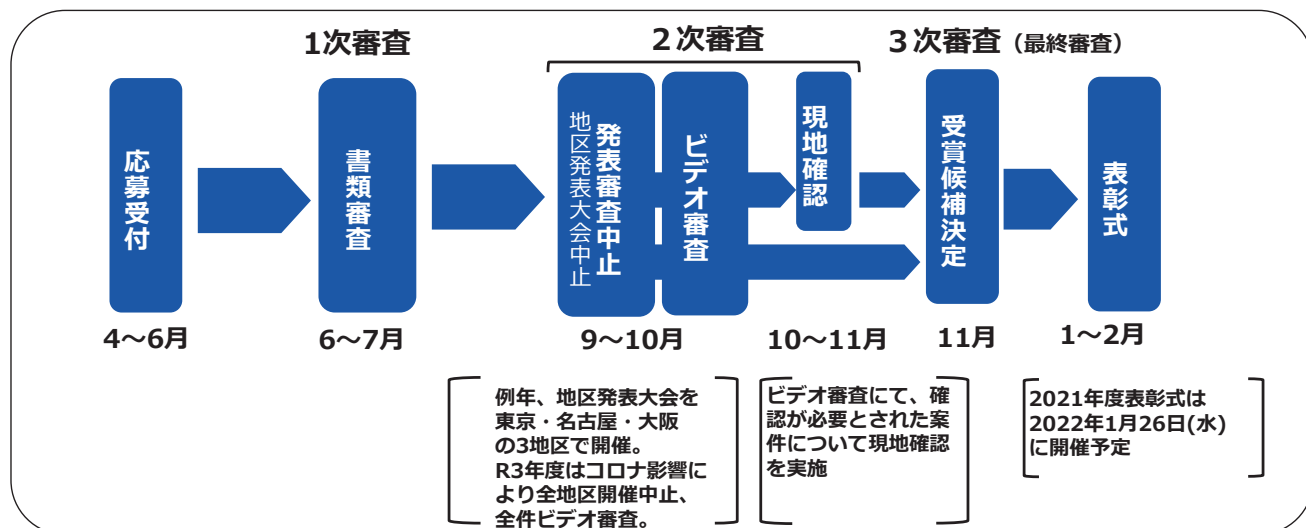 1次審査
2次審査
3次審査（最終審査）
応募受付
書類審査
発表審査中止
地区発表大会中止
ビデオ審査
現地確認
受賞候補決定
表彰式
4～6月
6～7月
9～10月
10～11月
11月
1～2月
例年、地区発表大会を
東京・名古屋・大阪
の3地区で開催。
R3年度はコロナ影響に
より全地区開催中止、
全件ビデオ審査。
ビデオ審査にて、確
認が必要とされた案
件について現地確認
を実施
2021年度表彰式は
2022年1月26日(水)
に開催予定